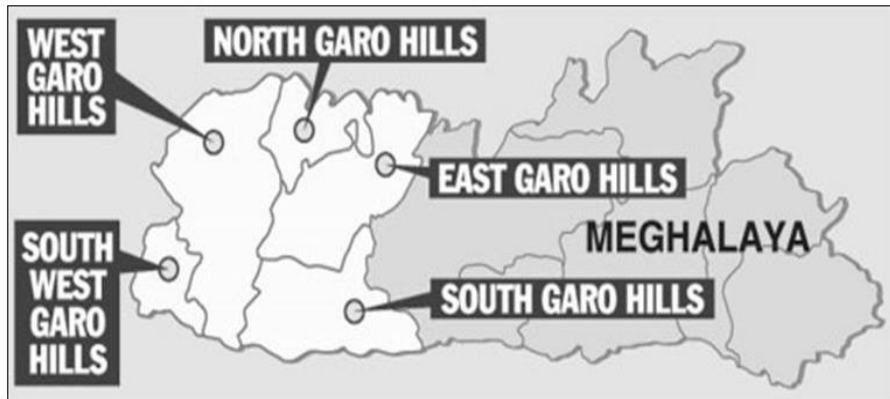 WEST
GARO
HILLS
NORTH GARO HILLS
EAST GARO HILLS
MEGHALAYA
SOUTH
WEST
GARO
HILLS
SOUTH GARO HILLS